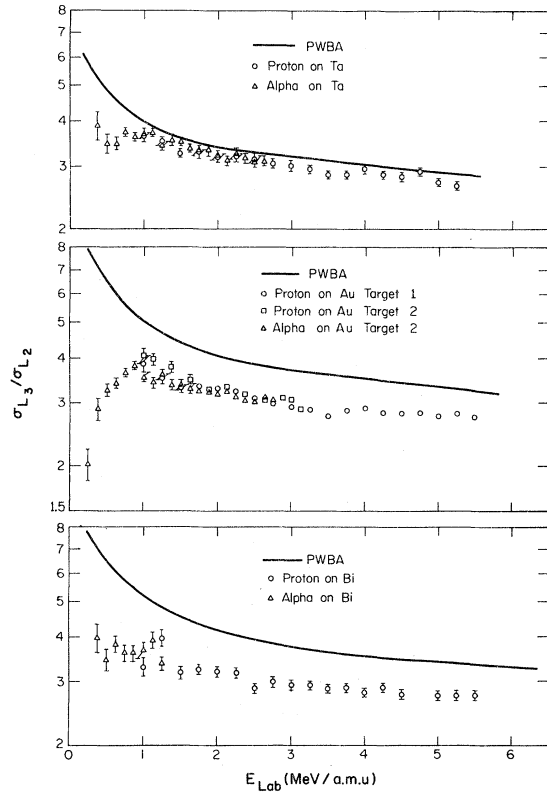 8
7
6
5
4
3
2
PWBA
Proton on Ta
Alpha on Ta
8
7
6
5
4
3
2
1.5
PWBA
Proton on Au Target 1
Proton on Au Target 2
Alpha on Au Target 2
σL3/σL2
8
7
6
5
4
3
2
PWBA
Proton on Bi
Alpha on Bi
0 1 2 3 4 5 6
ELab (MeV/a.m.u)